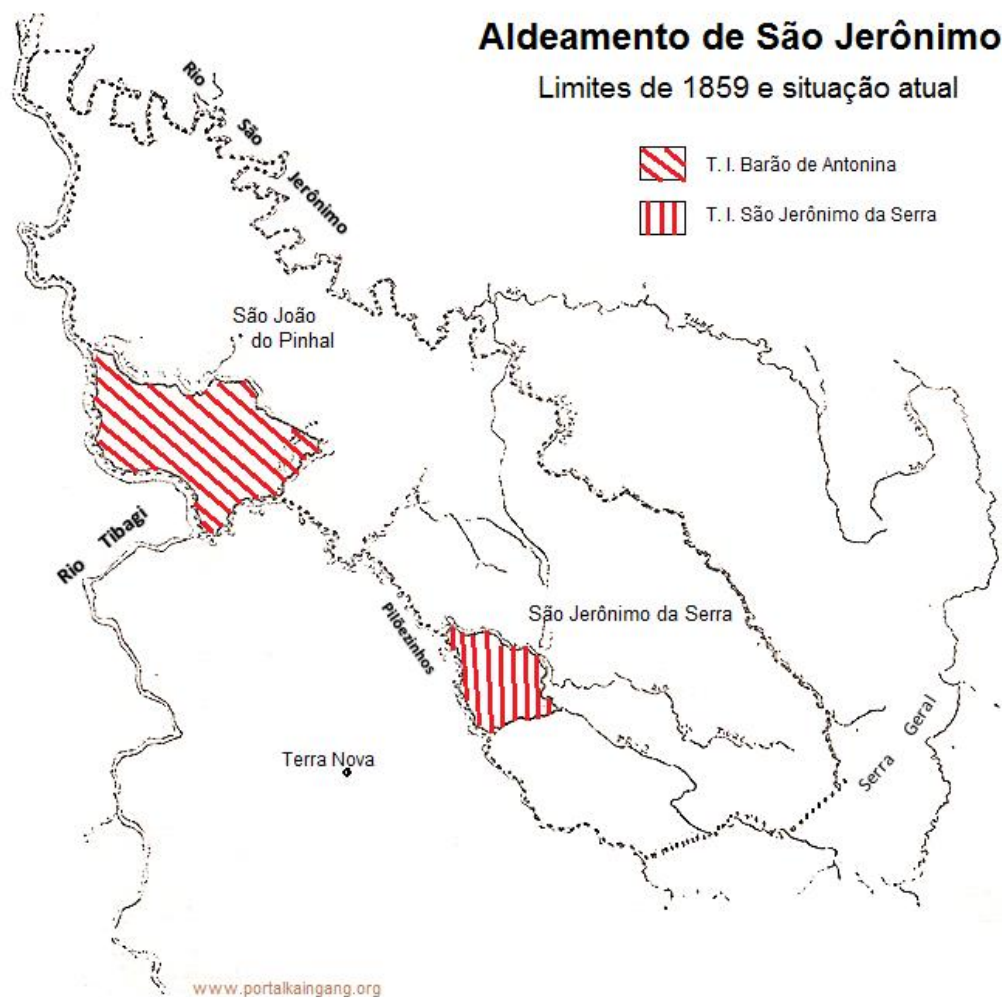 Aldeamento de São Jerônimo
Limites de 1859 e situação atual
T. I. Barão de Antonina
T. I. São Jerônimo da Serra
Rio São Jerônimo
São João
do Pinhal
Rio Tibagi
Pilõezinhos
São Jerônimo da Serra
Terra Nova
Serra Geral
www.portalkaingang.org